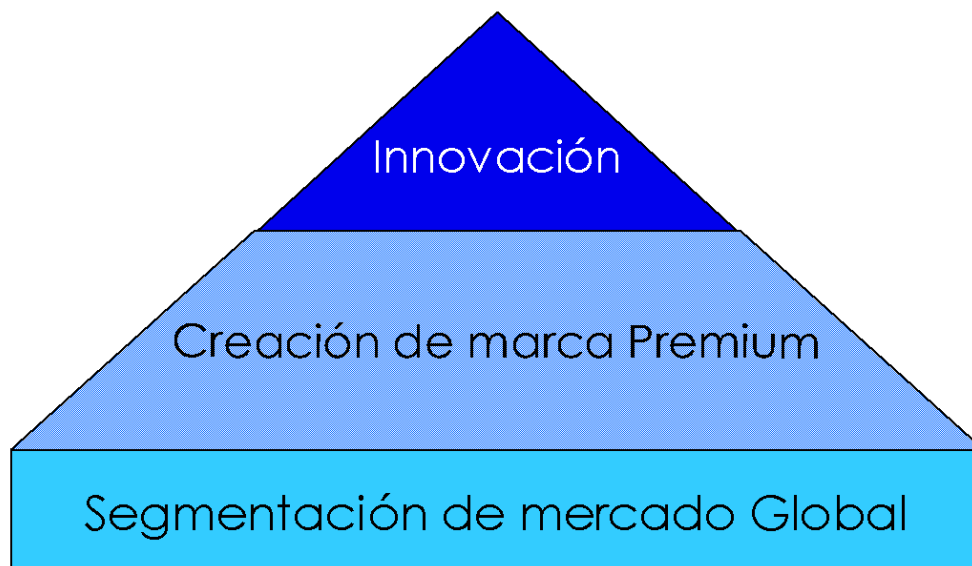 Innovación
Creación de marca Premium
Segmentación de mercado Global